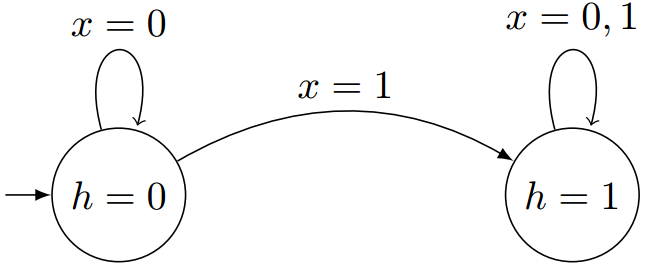 x = 0
x = 0, 1
x = 1
h = 0
h = 1